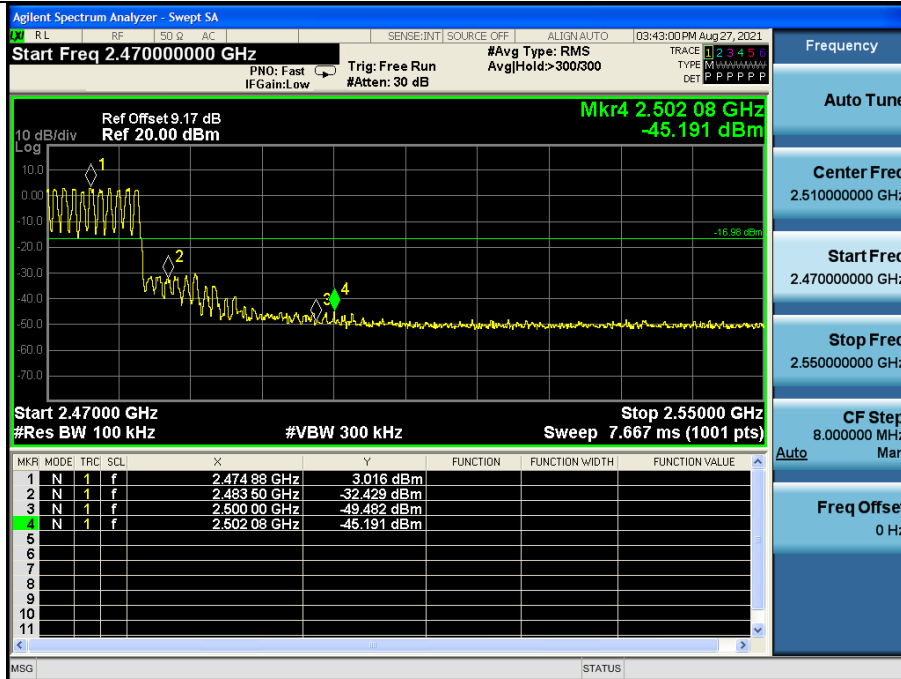 Agilent Spectrum Analyzer - Swept SA
LXI RL RF 50 Ω AC SENSE:INT SOURCE OFF ALIGN AUTO 03:43:00 PM Aug 27, 2021
Start Freq 2.470000000 GHz
PNO: Fast
IFGain:Low
Trig: Free Run
#Atten: 30 dB
#Avg Type: RMS
Avg|Hold:>300/300
TRACE 1 2 3 4 5 6
TYPE M WWWWW
DET P P P P P P
Mkr4 2.502 08 GHz
-45.191 dBm
Ref Offset 9.17 dB
10 dB/div Ref 20.00 dBm
Log
10.0
0.00
-10.0
-20.0
-30.0
-40.0
-50.0
-60.0
-70.0
1
2
3
4
-16.98 dBm
Start 2.47000 GHz Stop 2.55000 GHz
#Res BW 100 kHz #VBW 300 kHz Sweep 7.667 ms (1001 pts)
MKR MODE TRC SCL X Y FUNCTION FUNCTION WIDTH FUNCTION VALUE
1 N 1 f 2.474 88 GHz 3.016 dBm
2 N 1 f 2.483 50 GHz -32.429 dBm
3 N 1 f 2.500 00 GHz -49.482 dBm
4 N 1 f 2.502 08 GHz -45.191 dBm
5
6
7
8
9
10
11
MSG STATUS
Frequency
Auto Tune
Center Freq
2.510000000 GHz
Start Freq
2.470000000 GHz
Stop Freq
2.550000000 GHz
CF Step
8.000000 MHz
Auto Man
Freq Offset
0 Hz